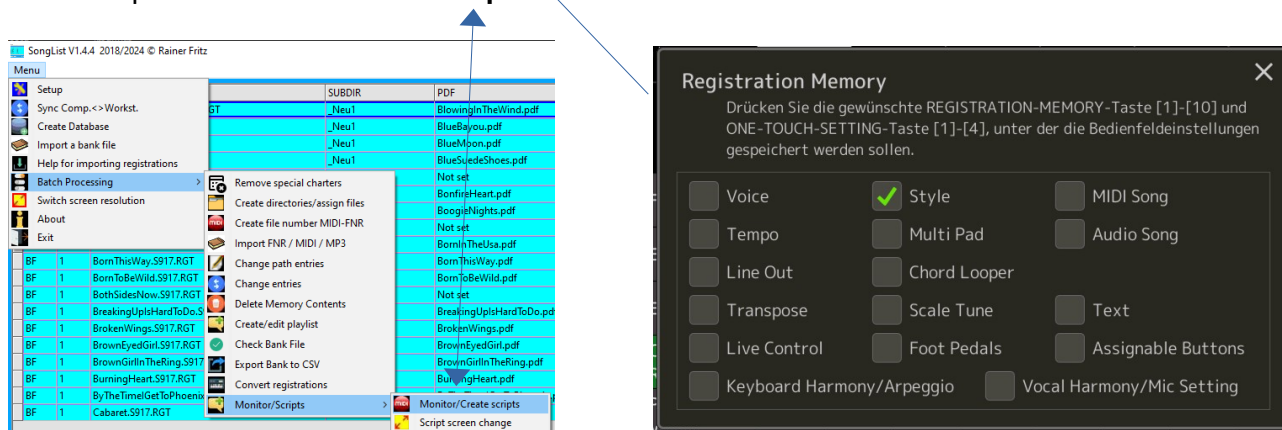 SongList V1.4.4 2018/2024 © Rainer Fritz
Menu
Setup
Sync Comp.<>Workst.
Create Database
Import a bank file
Help for importing registrations
Batch Processing
Switch screen resolution
About
Exit
Remove special charters
Create directories/assign files
Create file number MIDI-FNR
Import FNR / MIDI / MP3
Change path entries
Change entries
Delete Memory Contents
Create/edit playlist
Check Bank File
Export Bank to CSV
Convert registrations
Monitor/Scripts
Monitor/Create scripts
Script screen change
SUBDIR PDF
GT _Neu1 BlowingInTheWind.pdf
_Neu1 BlueBayou.pdf
_Neu1 BlueMoon.pdf
_Neu1 BlueSuedeShoes.pdf
Not set
BonfireHeart.pdf
BoogieNights.pdf
Not set
BornInTheUsa.pdf
BF 1 BornThisWay.S917.RGT BornThisWay.pdf
BF 1 BornToBeWild.S917.RGT BornToBeWild.pdf
BF 1 BothSidesNow.S917.RGT Not set
BF 1 BreakingUpIsHardToDo.S BreakingUpIsHardToDo.pd
BF 1 BrokenWings.S917.RGT BrokenWings.pdf
BF 1 BrownEyedGirl.S917.RGT BrownEyedGirl.pdf
BF 1 BrownGirlInTheRing.S917 BrownGirlInTheRing.pdf
BF 1 BurningHeart.S917.RGT BurningHeart.pdf
BF 1 ByTheTimeIGetToPhoenix
BF 1 Cabaret.S917.RGT
Registration Memory
Drücken Sie die gewünschte REGISTRATION-MEMORY-Taste [1]-[10] und
ONE-TOUCH-SETTING-Taste [1]-[4], unter der die Bedienfeldeinstellungen
gespeichert werden sollen.
Voice Style MIDI Song
Tempo Multi Pad Audio Song
Line Out Chord Looper
Transpose Scale Tune Text
Live Control Foot Pedals Assignable Buttons
Keyboard Harmony/Arpeggio Vocal Harmony/Mic Setting